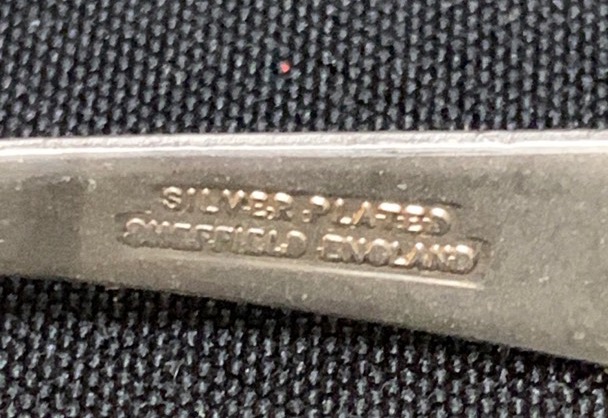 SILVER PLATED
SHEFFIELD ENGLAND